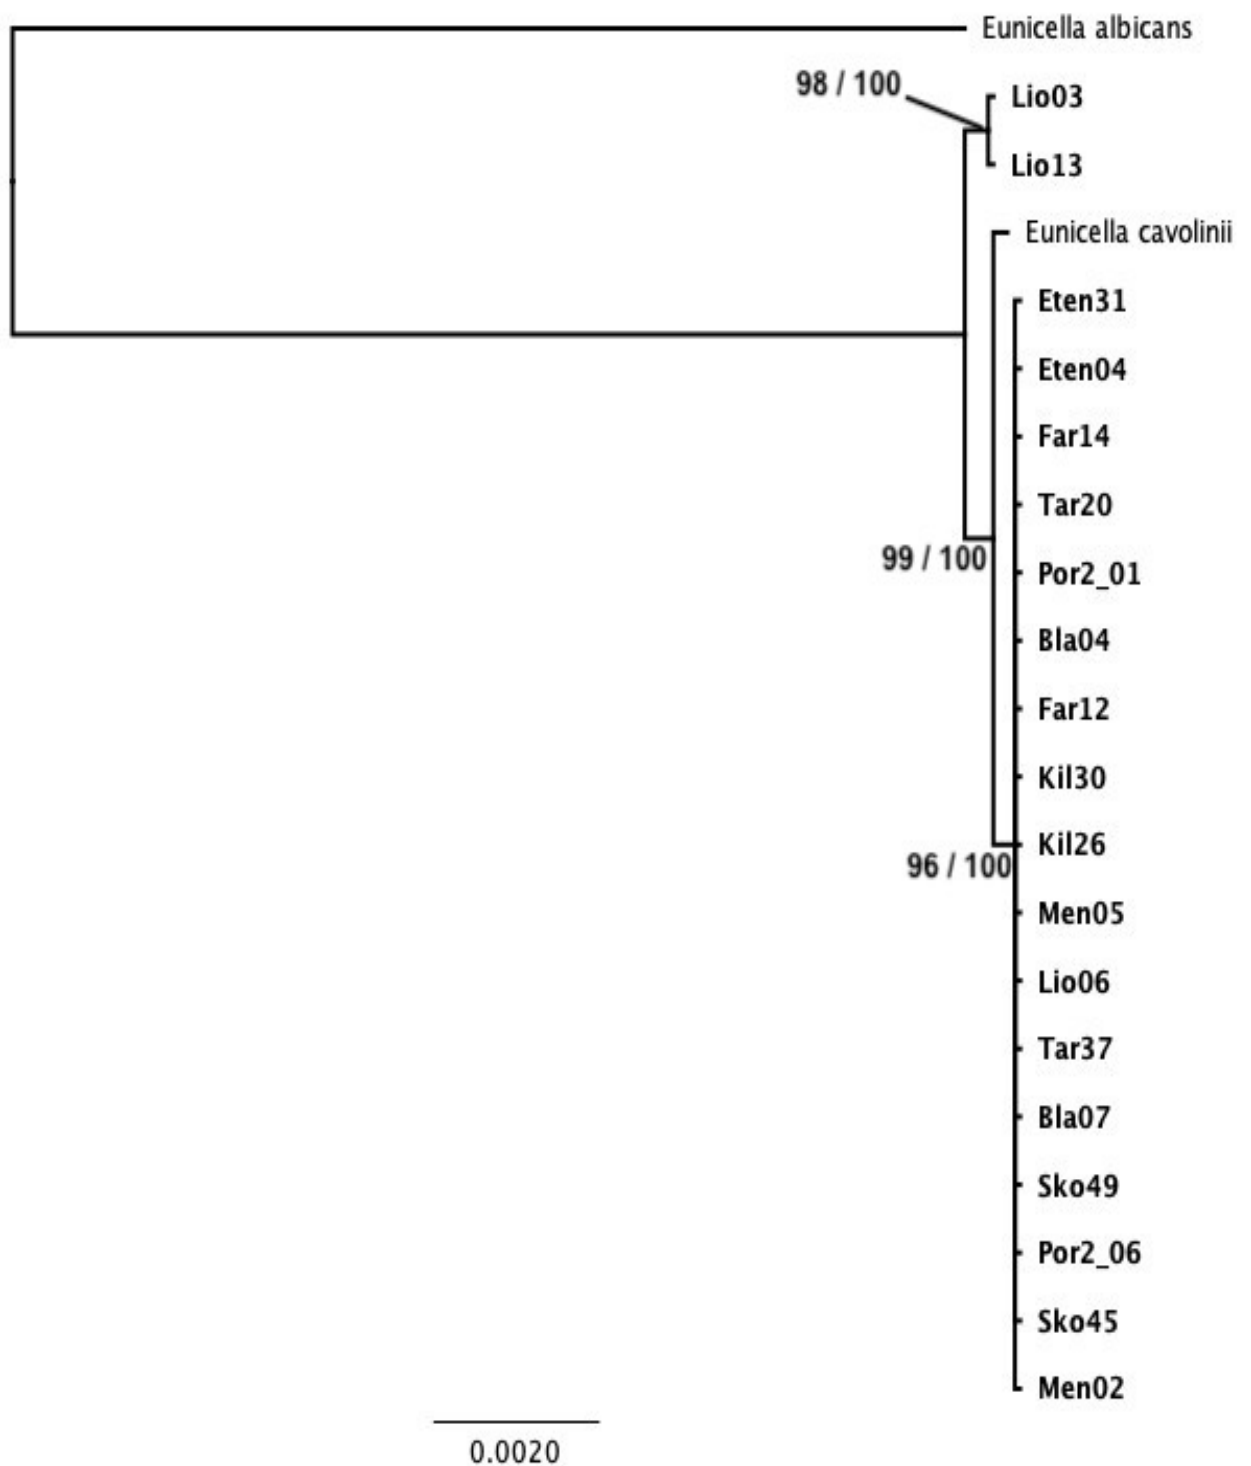 Eunicella albicans
98 / 100
Lio03
Lio13
Eunicella cavolinii
Eten31
Eten04
Far14
Tar20
99 / 100
Por2_01
Bla04
Far12
Kil30
Kil26
96 / 100
Men05
Lio06
Tar37
Bla07
Sko49
Por2_06
Sko45
Men02
0.0020